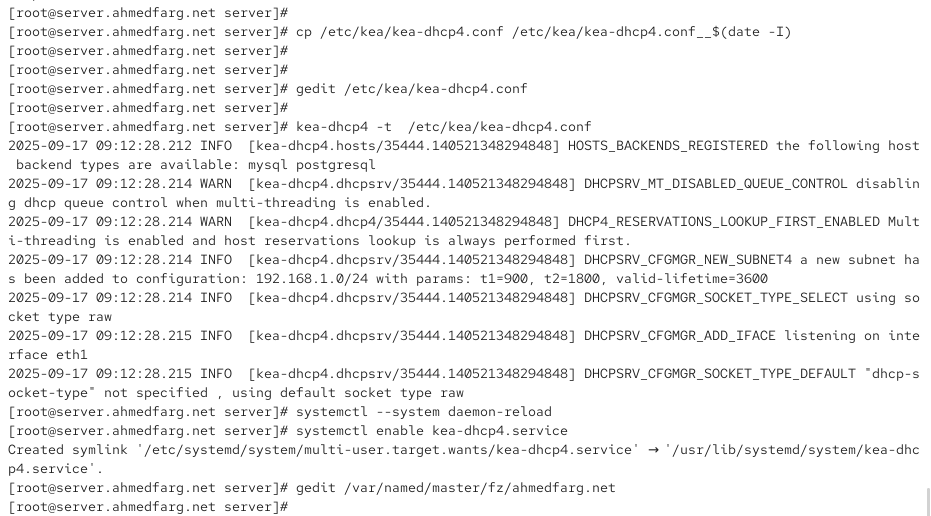 [root@server.ahmedfarg.net server]#
[root@server.ahmedfarg.net server]# cp /etc/kea/kea-dhcp4.conf /etc/kea/kea-dhcp4.conf__$(date -I)
[root@server.ahmedfarg.net server]#
[root@server.ahmedfarg.net server]#
[root@server.ahmedfarg.net server]# gedit /etc/kea/kea-dhcp4.conf
[root@server.ahmedfarg.net server]#
[root@server.ahmedfarg.net server]# kea-dhcp4 -t  /etc/kea/kea-dhcp4.conf
2025-09-17 09:12:28.212 INFO  [kea-dhcp4.hosts/35444.140521348294848] HOSTS_BACKENDS_REGISTERED the following host
 backend types are available: mysql postgresql
2025-09-17 09:12:28.214 WARN  [kea-dhcp4.dhcpsrv/35444.140521348294848] DHCPSRV_MT_DISABLED_QUEUE_CONTROL disablin
g dhcp queue control when multi-threading is enabled.
2025-09-17 09:12:28.214 WARN  [kea-dhcp4.dhcp4/35444.140521348294848] DHCP4_RESERVATIONS_LOOKUP_FIRST_ENABLED Mult
i-threading is enabled and host reservations lookup is always performed first.
2025-09-17 09:12:28.214 INFO  [kea-dhcp4.dhcpsrv/35444.140521348294848] DHCPSRV_CFGMGR_NEW_SUBNET4 a new subnet ha
s been added to configuration: 192.168.1.0/24 with params: t1=900, t2=1800, valid-lifetime=3600
2025-09-17 09:12:28.214 INFO  [kea-dhcp4.dhcpsrv/35444.140521348294848] DHCPSRV_CFGMGR_SOCKET_TYPE_SELECT using so
cket type raw
2025-09-17 09:12:28.215 INFO  [kea-dhcp4.dhcpsrv/35444.140521348294848] DHCPSRV_CFGMGR_ADD_IFACE listening on inte
rface eth1
2025-09-17 09:12:28.215 INFO  [kea-dhcp4.dhcpsrv/35444.140521348294848] DHCPSRV_CFGMGR_SOCKET_TYPE_DEFAULT "dhcp-s
ocket-type" not specified , using default socket type raw
[root@server.ahmedfarg.net server]# systemctl --system daemon-reload
[root@server.ahmedfarg.net server]# systemctl enable kea-dhcp4.service
Created symlink '/etc/systemd/system/multi-user.target.wants/kea-dhcp4.service' → '/usr/lib/systemd/system/kea-dhc
p4.service'.
[root@server.ahmedfarg.net server]# gedit /var/named/master/fz/ahmedfarg.net
[root@server.ahmedfarg.net server]#